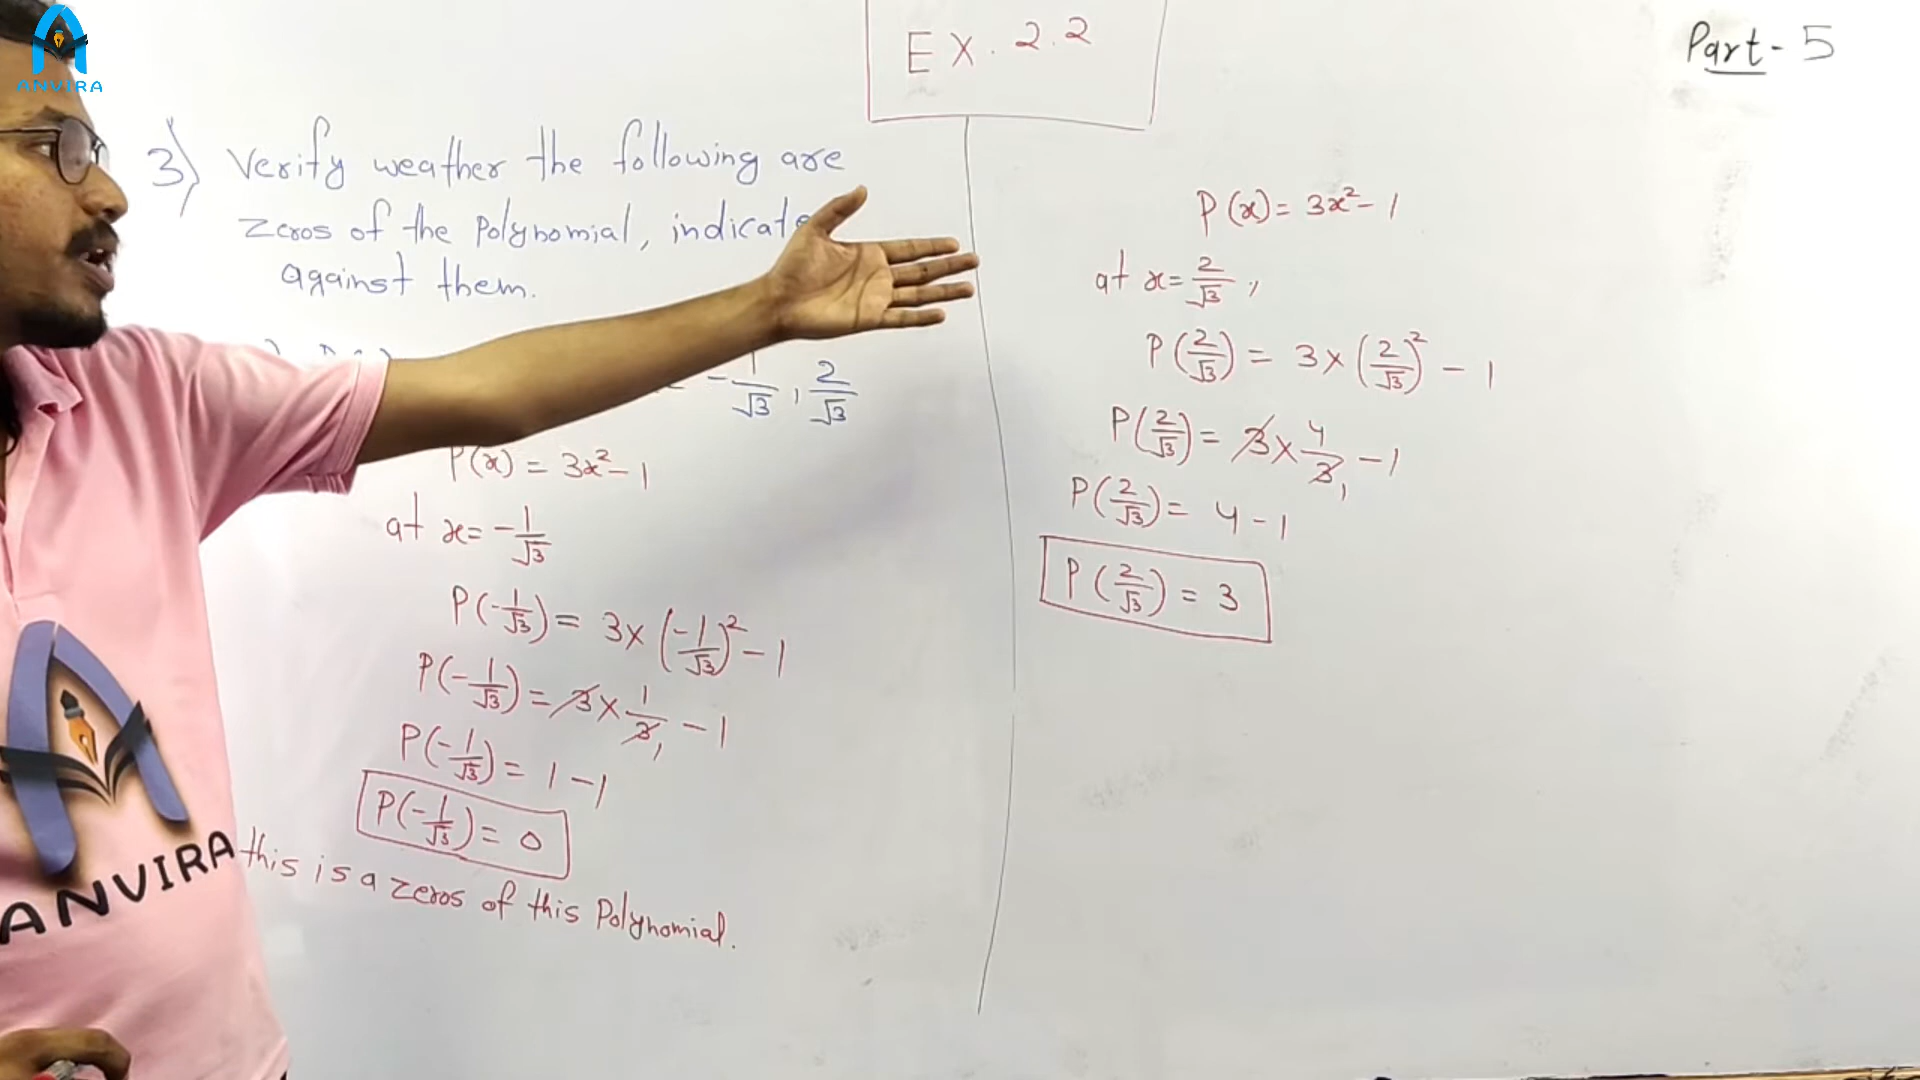 ANVIRA
EX. 2.2
Part - 5
3) Verify weather the following are
zeros of the polynomial, indicate
against them.
-1/√3, 2/√3
P(x) = 3x² - 1
at x = -1/√3
P(-1/√3) = 3 × (-1/√3)² - 1
P(-1/√3) = 3 × 1/3 1 - 1
P(-1/√3) = 1 - 1
P(-1/√3) = 0
this is a zeros of this Polynomial.
P(x) = 3x² - 1
at x = 2/√3,
P(2/√3) = 3 × (2/√3)² - 1
P(2/√3) = 3 × 4/3 1 - 1
P(2/√3) = 4 - 1
P(2/√3) = 3
ANVIRA